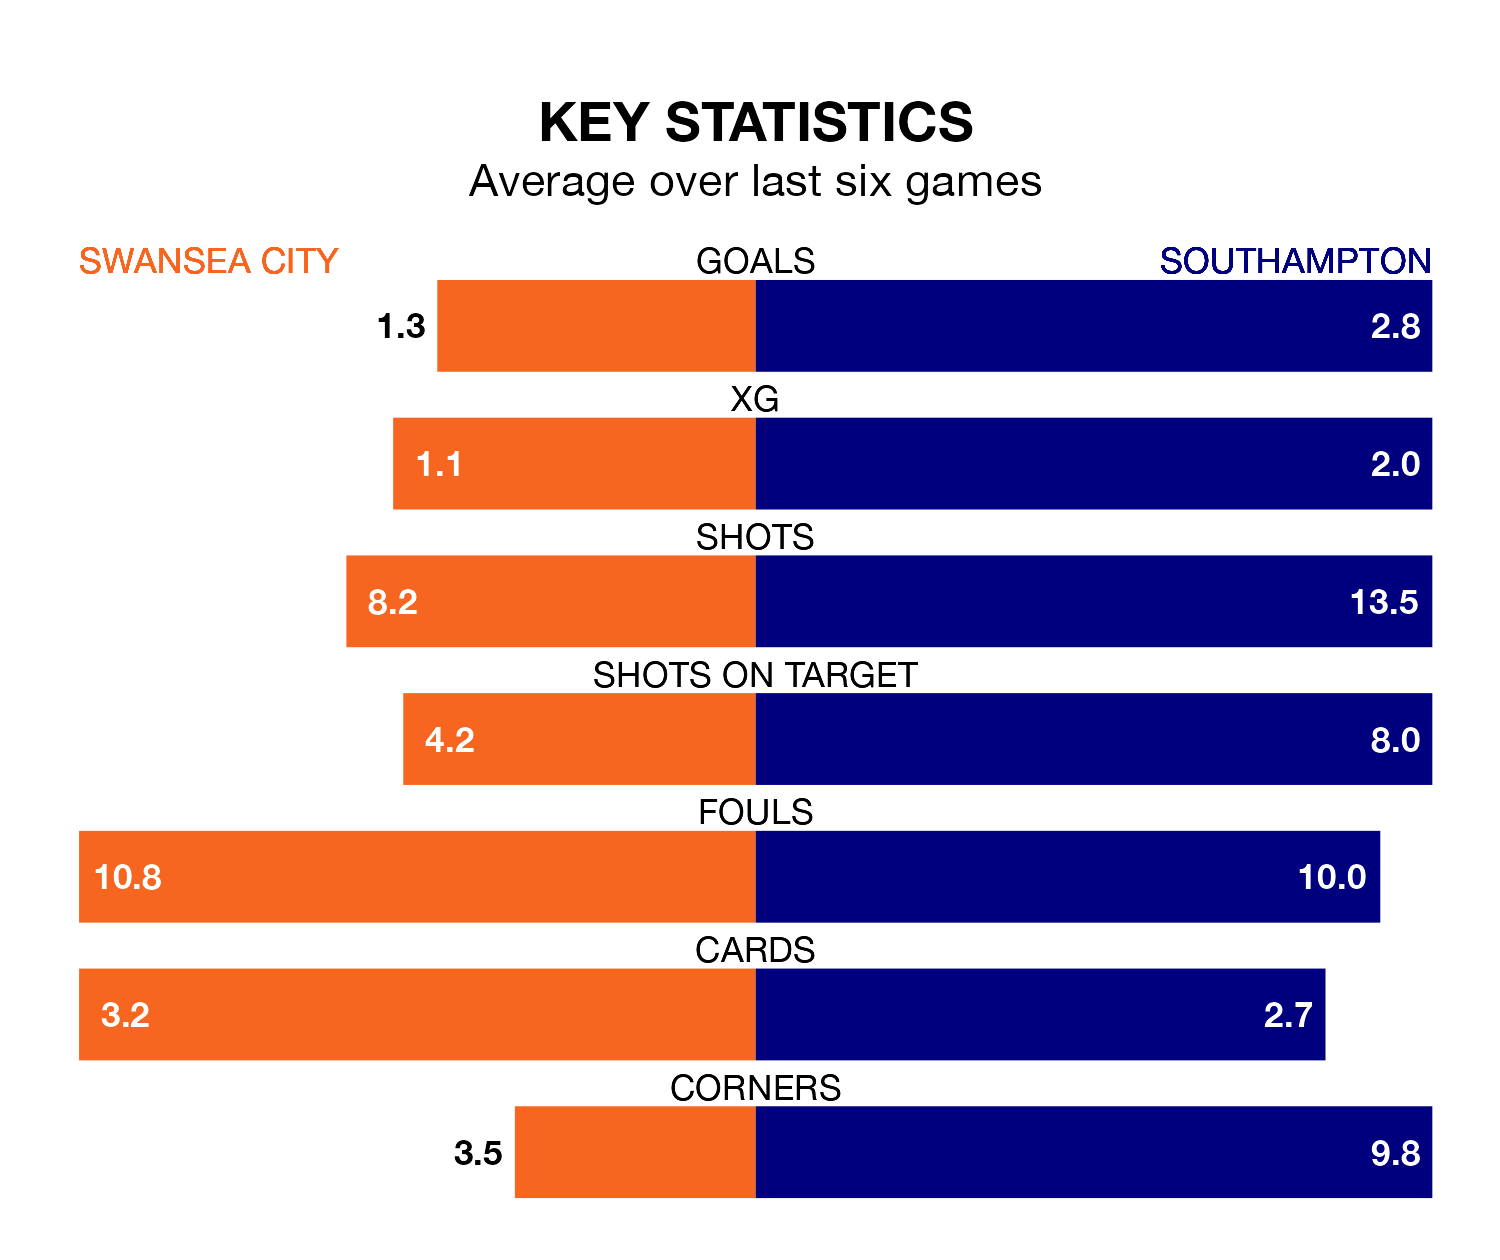 KEY STATISTICS
Average over last six games
SWANSEA CITY GOALS SOUTHAMPTON
1.3 2.8
XG
1.1 2.0
SHOTS
8.2 13.5
SHOTS ON TARGET
4.2 8.0
FOULS
10.8 10.0
CARDS
3.2 2.7
CORNERS
3.5 9.8